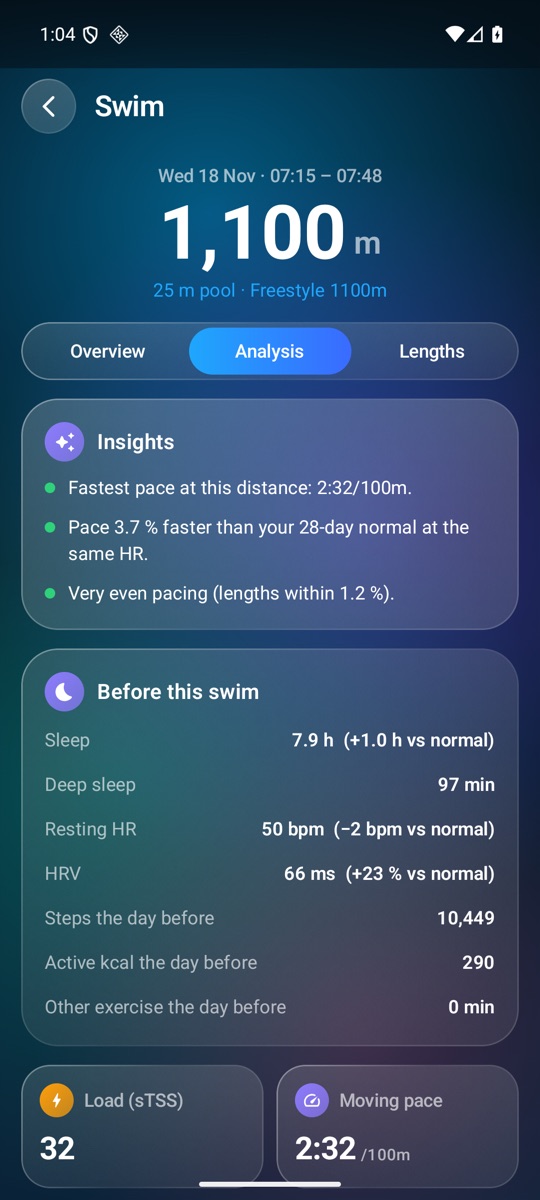 1:04
Swim
Wed 18 Nov · 07:15 – 07:48
1,100 m
25 m pool · Freestyle 1100m
Overview Analysis Lengths
Insights
Fastest pace at this distance: 2:32/100m.
Pace 3.7 % faster than your 28-day normal at the
same HR.
Very even pacing (lengths within 1.2 %).
Before this swim
Sleep 7.9 h (+1.0 h vs normal)
Deep sleep 97 min
Resting HR 50 bpm (−2 bpm vs normal)
HRV 66 ms (+23 % vs normal)
Steps the day before 10,449
Active kcal the day before 290
Other exercise the day before 0 min
Load (sTSS) Moving pace
32 2:32 /100m